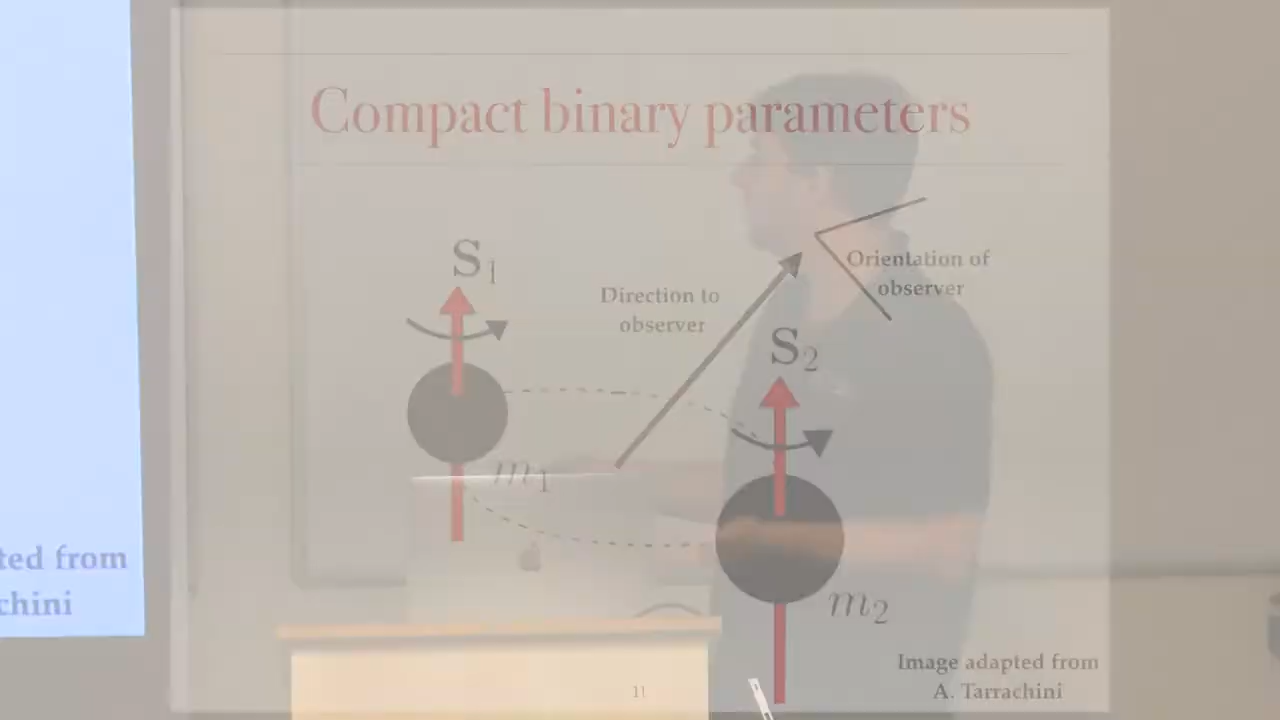 Compact binary parameters
S1
Direction to
observer
Orientation of
observer
S2
m1
m2
Image adapted from
A. Tarrachini
11
ted from
chini